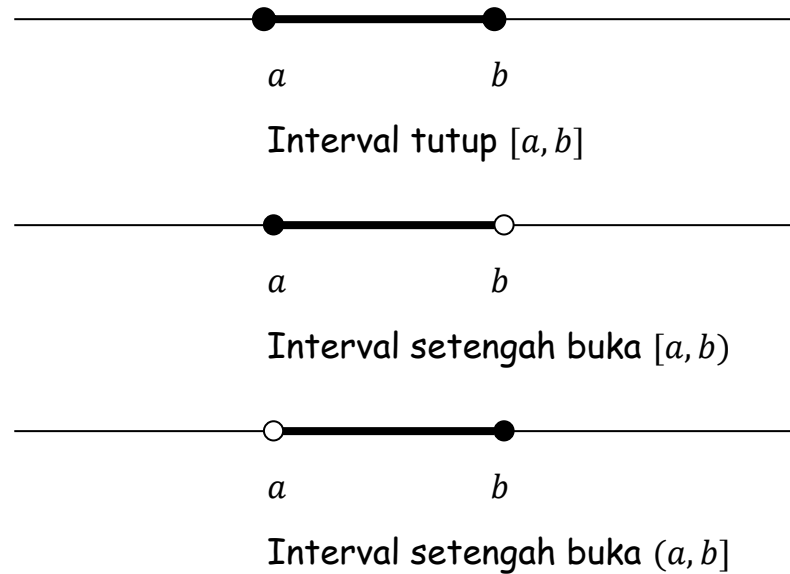 a b
Interval tutup [a, b]
a b
Interval setengah buka [a, b)
a b
Interval setengah buka (a, b]